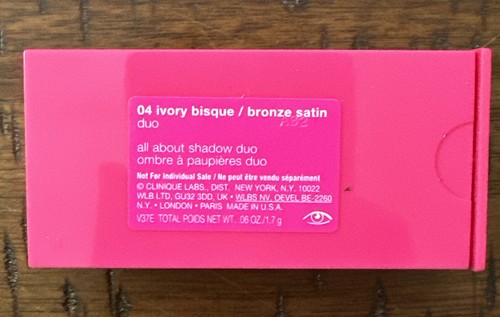 04 ivory bisque / bronze satin
duo
all about shadow duo
ombre à paupières duo
Not For Individual Sale / Ne peut être vendu séparément
© CLINIQUE LABS., DIST. NEW YORK, N.Y. 10022
WLB LTD, GU32 3DD, UK • WLBS NV. OEVEL BE-2260
N.Y. • LONDON • PARIS MADE IN U.S.A.
V37E TOTAL POIDS NET WT. .06 OZ./1.7 g